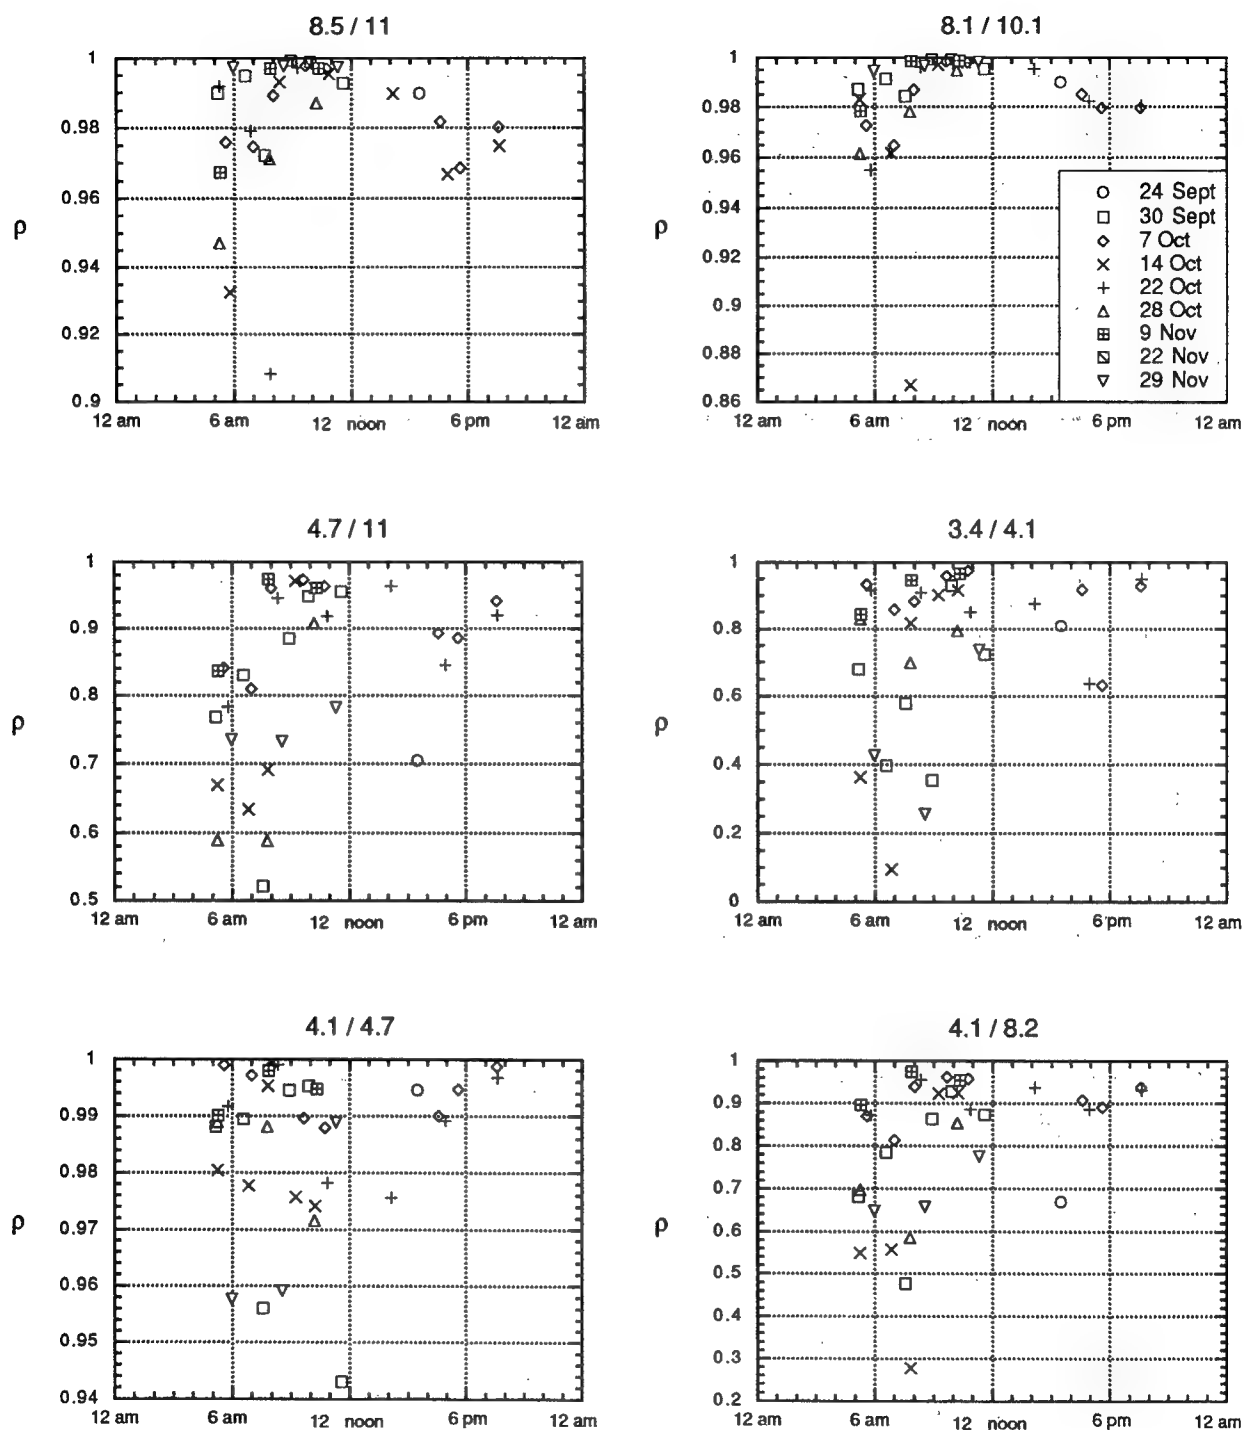 8.5 / 11
1
0.98
0.96
ρ
0.94
0.92
0.9
12 am
6 am
12 noon
6 pm
12 am
8.1 / 10.1
1
0.98
0.96
0.94
ρ
0.92
0.9
0.88
0.86
12 am
6 am
12 noon
6 pm
12 am
24 Sept
30 Sept
7 Oct
14 Oct
22 Oct
28 Oct
9 Nov
22 Nov
29 Nov
4.7 / 11
1
0.9
0.8
ρ
0.7
0.6
0.5
12 am
6 am
12 noon
6 pm
12 am
3.4 / 4.1
1
0.8
0.6
ρ
0.4
0.2
0
12 am
6 am
12 noon
6 pm
12 am
4.1 / 4.7
1
0.99
0.98
0.97
ρ
0.96
0.95
0.94
12 am
6 am
12 noon
6 pm
12 am
4.1 / 8.2
1
0.9
0.8
0.7
ρ
0.6
0.5
0.4
0.3
0.2
12 am
6 am
12 noon
6 pm
12 am